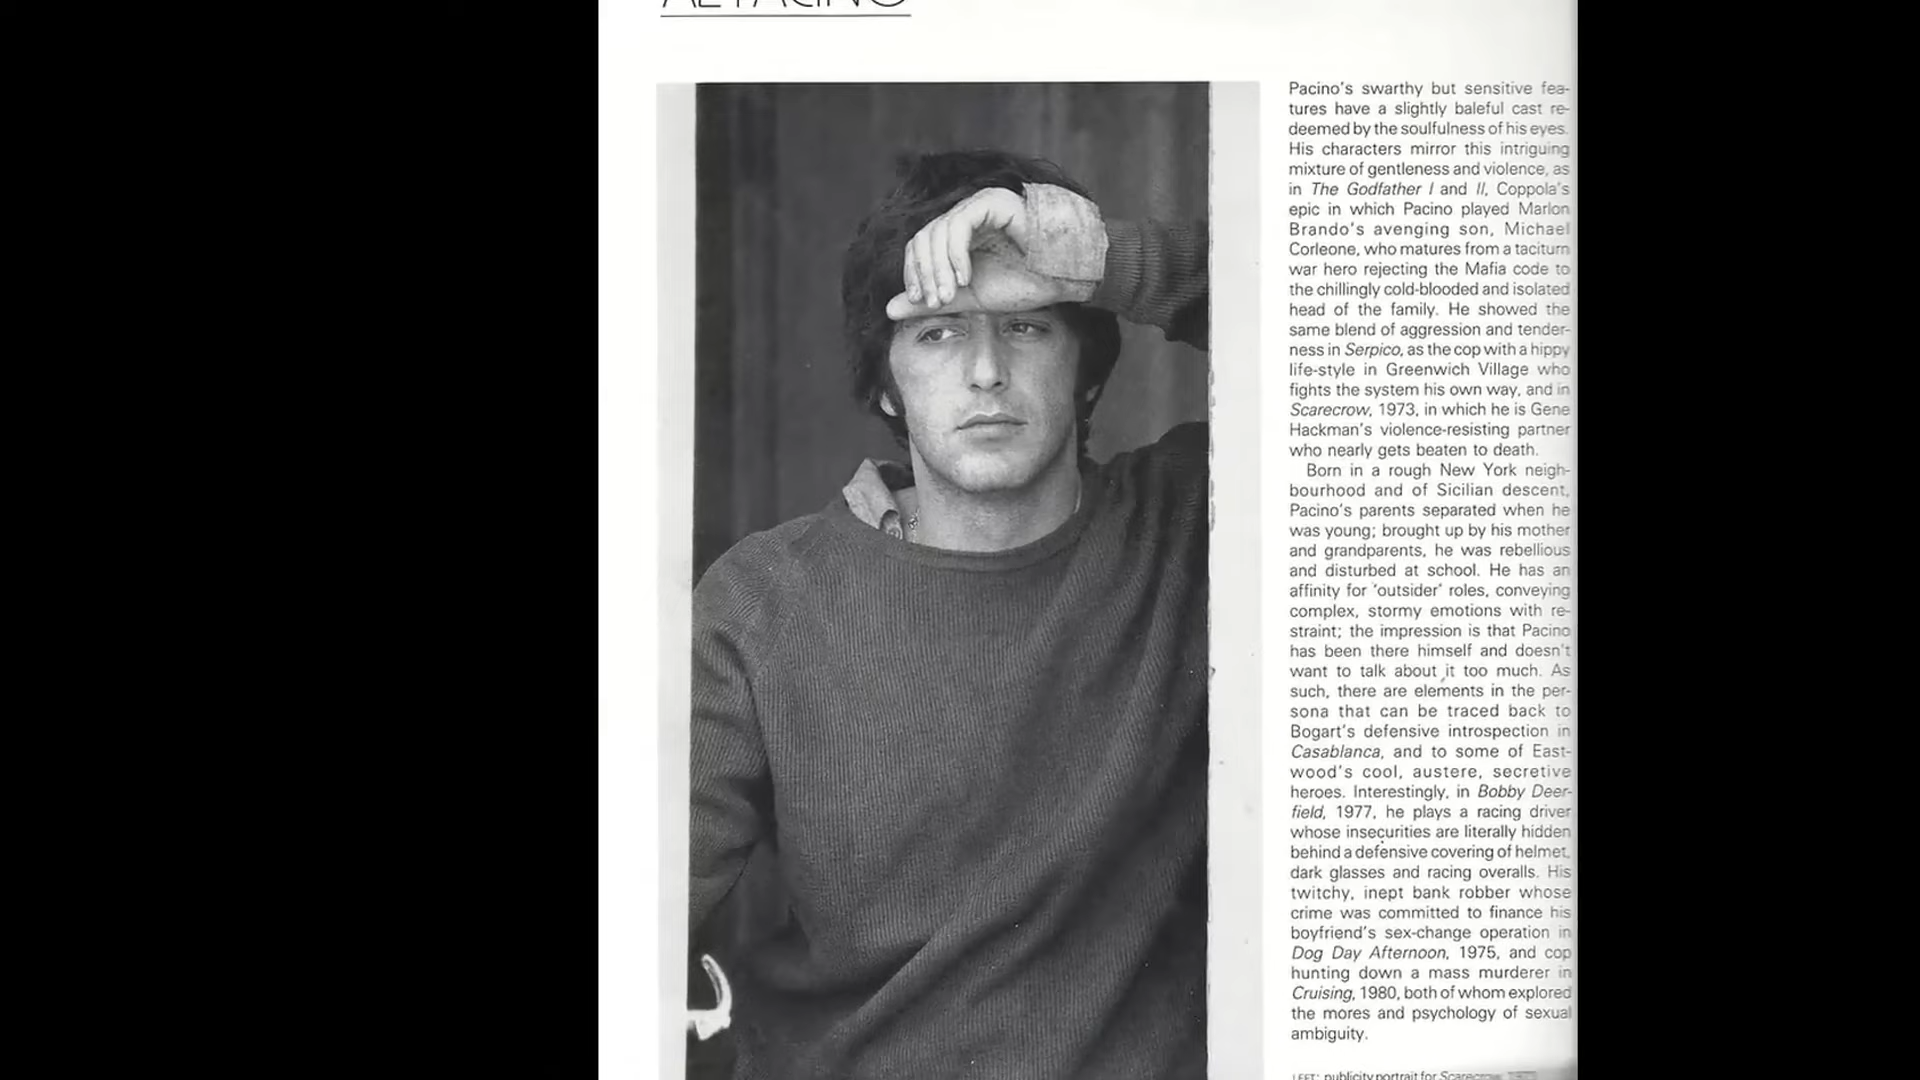 AL PACINO
Pacino's swarthy but sensitive fea-
tures have a slightly baleful cast re-
deemed by the soulfulness of his eyes.
His characters mirror this intriguing
mixture of gentleness and violence, as
in The Godfather I and II, Coppola's
epic in which Pacino played Marlon
Brando's avenging son, Michael
Corleone, who matures from a taciturn
war hero rejecting the Mafia code to
the chillingly cold-blooded and isolated
head of the family. He showed the
same blend of aggression and tender-
ness in Serpico, as the cop with a hippy
life-style in Greenwich Village who
fights the system his own way, and in
Scarecrow, 1973, in which he is Gene
Hackman's violence-resisting partner
who nearly gets beaten to death.
Born in a rough New York neigh-
bourhood and of Sicilian descent,
Pacino's parents separated when he
was young; brought up by his mother
and grandparents, he was rebellious
and disturbed at school. He has an
affinity for 'outsider' roles, conveying
complex, stormy emotions with re-
straint; the impression is that Pacino
has been there himself and doesn't
want to talk about it too much. As
such, there are elements in the per-
sona that can be traced back to
Bogart's defensive introspection in
Casablanca, and to some of East-
wood's cool, austere, secretive
heroes. Interestingly, in Bobby Deer-
field, 1977, he plays a racing driver
whose insecurities are literally hidden
behind a defensive covering of helmet,
dark glasses and racing overalls. His
twitchy, inept bank robber whose
crime was committed to finance his
boyfriend's sex-change operation in
Dog Day Afternoon, 1975, and cop
hunting down a mass murderer in
Cruising, 1980, both of whom explored
the mores and psychology of sexual
ambiguity.
LEFT: publicity portrait for Scarecrow, 1973